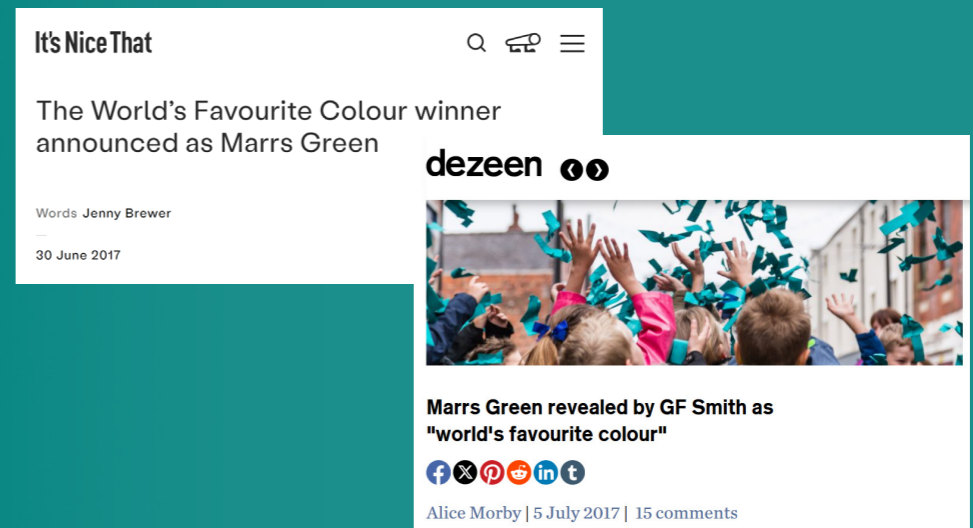 It's Nice That
The World's Favourite Colour winner
announced as Marrs Green
Words Jenny Brewer
30 June 2017
dezeen
Marrs Green revealed by GF Smith as
"world's favourite colour"
Alice Morby | 5 July 2017 | 15 comments